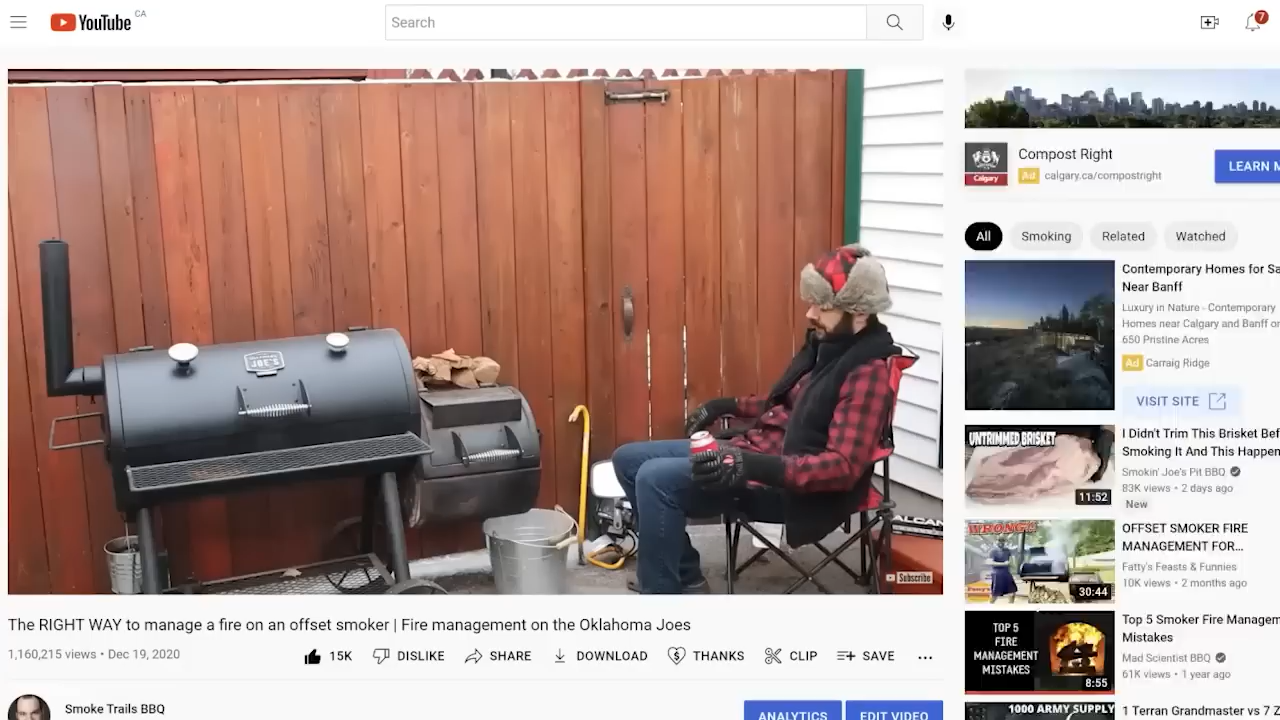 YouTube CA
Search
7
JOE'S
ALCAN
Subscribe
The RIGHT WAY to manage a fire on an offset smoker | Fire management on the Oklahoma Joes
1,160,215 views • Dec 19, 2020
15K
DISLIKE
SHARE
DOWNLOAD
THANKS
CLIP
SAVE
Smoke Trails BBQ
ANALYTICS
EDIT VIDEO
Calgary
Compost Right
Ad calgary.ca/compostright
LEARN M
All
Smoking
Related
Watched
Contemporary Homes for Sa
Near Banff
Luxury in Nature - Contemporary
Homes near Calgary and Banff on
650 Pristine Acres
Ad Carraig Ridge
VISIT SITE
UNTRIMMED BRISKET
11:52
I Didn't Trim This Brisket Bef
Smoking It And This Happen
Smokin' Joe's Pit BBQ
83K views • 2 days ago
New
WRONG?!
30:44
OFFSET SMOKER FIRE
MANAGEMENT FOR...
Fatty's Feasts & Funnies
10K views • 2 months ago
TOP 5
FIRE
MANAGEMENT
MISTAKES
8:55
Top 5 Smoker Fire Managem
Mistakes
Mad Scientist BBQ
61K views • 1 year ago
1000 ARMY SUPPLY
1 Terran Grandmaster vs 7 Z